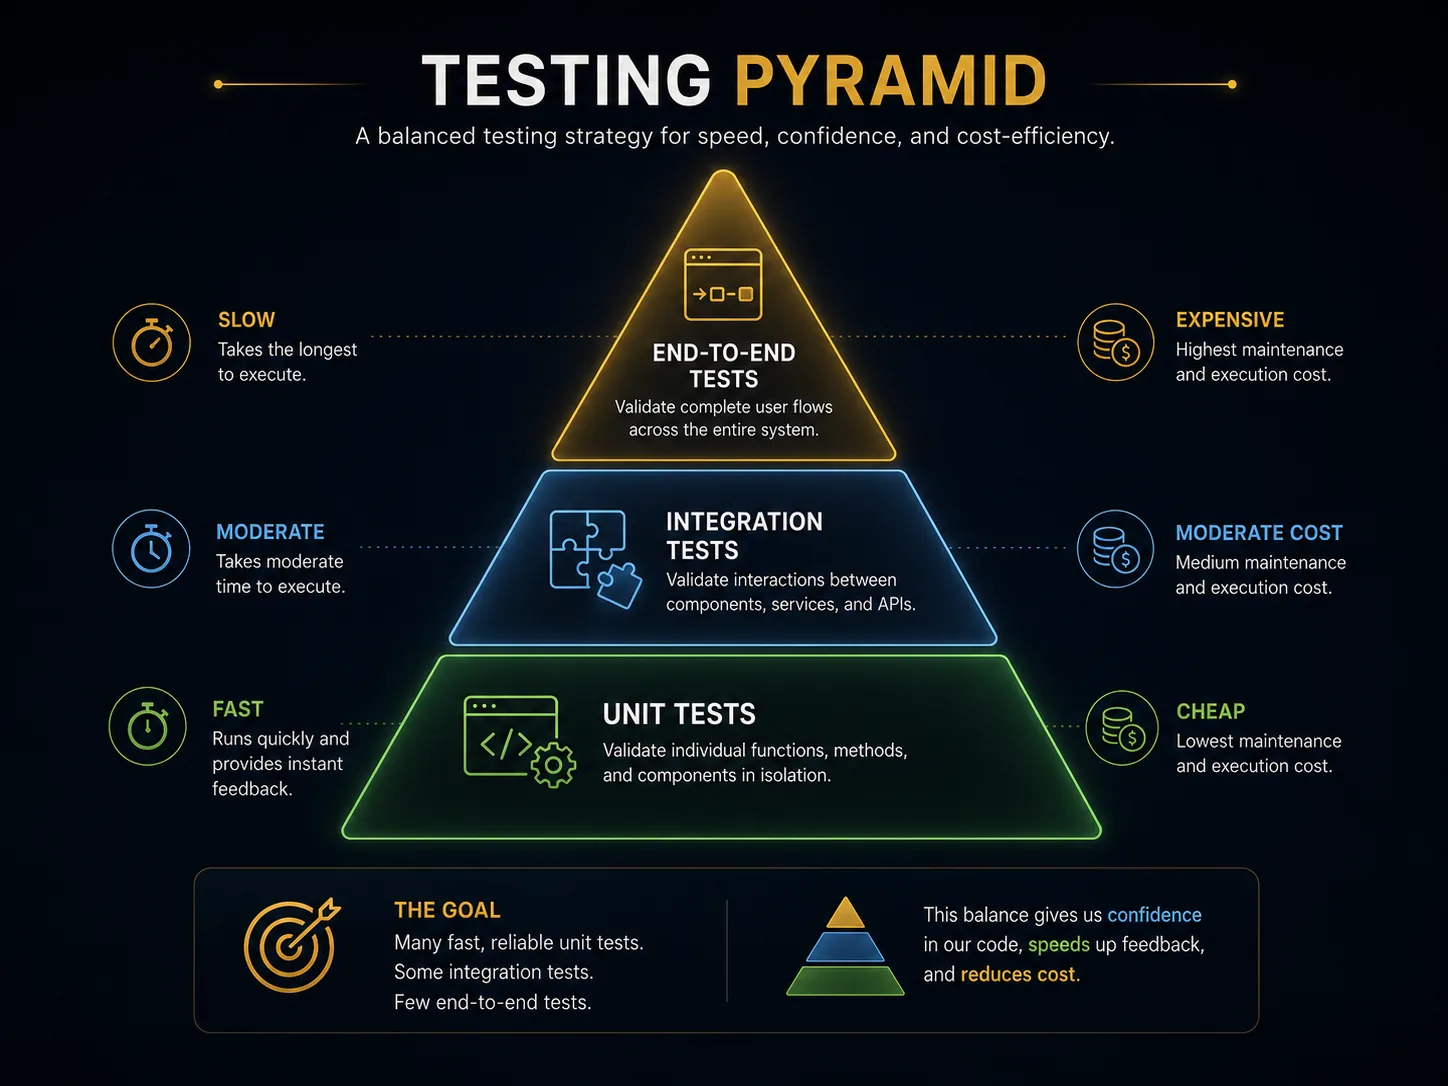 TESTING PYRAMID
A balanced testing strategy for speed, confidence, and cost-efficiency.
SLOW
Takes the longest
to execute.
END-TO-END
TESTS
Validate complete user flows
across the entire system.
EXPENSIVE
Highest maintenance
and execution cost.
MODERATE
Takes moderate
time to execute.
INTEGRATION
TESTS
Validate interactions between
components, services, and APIs.
MODERATE COST
Medium maintenance
and execution cost.
FAST
Runs quickly and
provides instant
feedback.
UNIT TESTS
Validate individual functions, methods,
and components in isolation.
CHEAP
Lowest maintenance
and execution cost.
THE GOAL
Many fast, reliable unit tests.
Some integration tests.
Few end-to-end tests.
This balance gives us confidence
in our code, speeds up feedback,
and reduces cost.